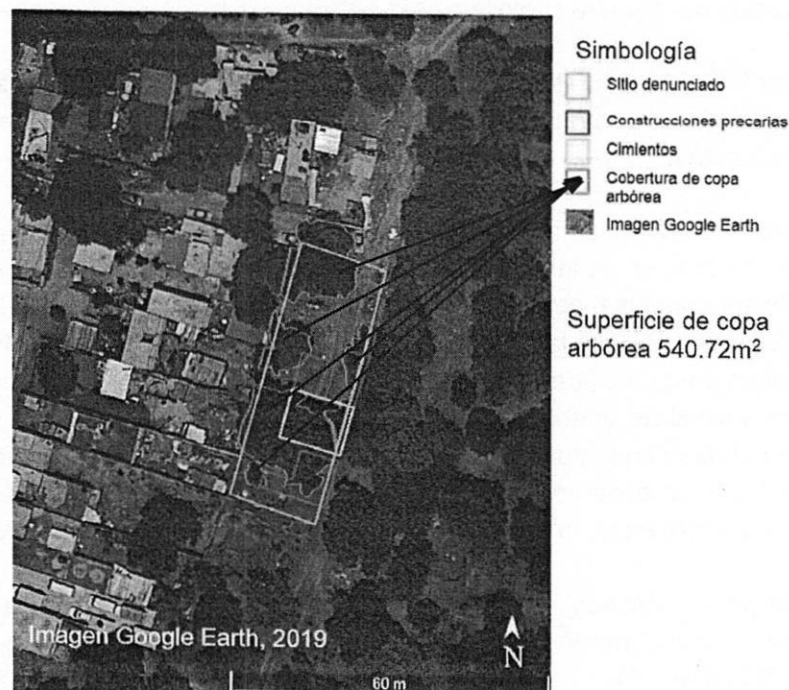 Simbología
Sitio denunciado
Construcciones precarias
Cimientos
Cobertura de copa
arbórea
Imagen Google Earth
Superficie de copa
arbórea 540.72m²
Imagen Google Earth, 2019
N
60 m